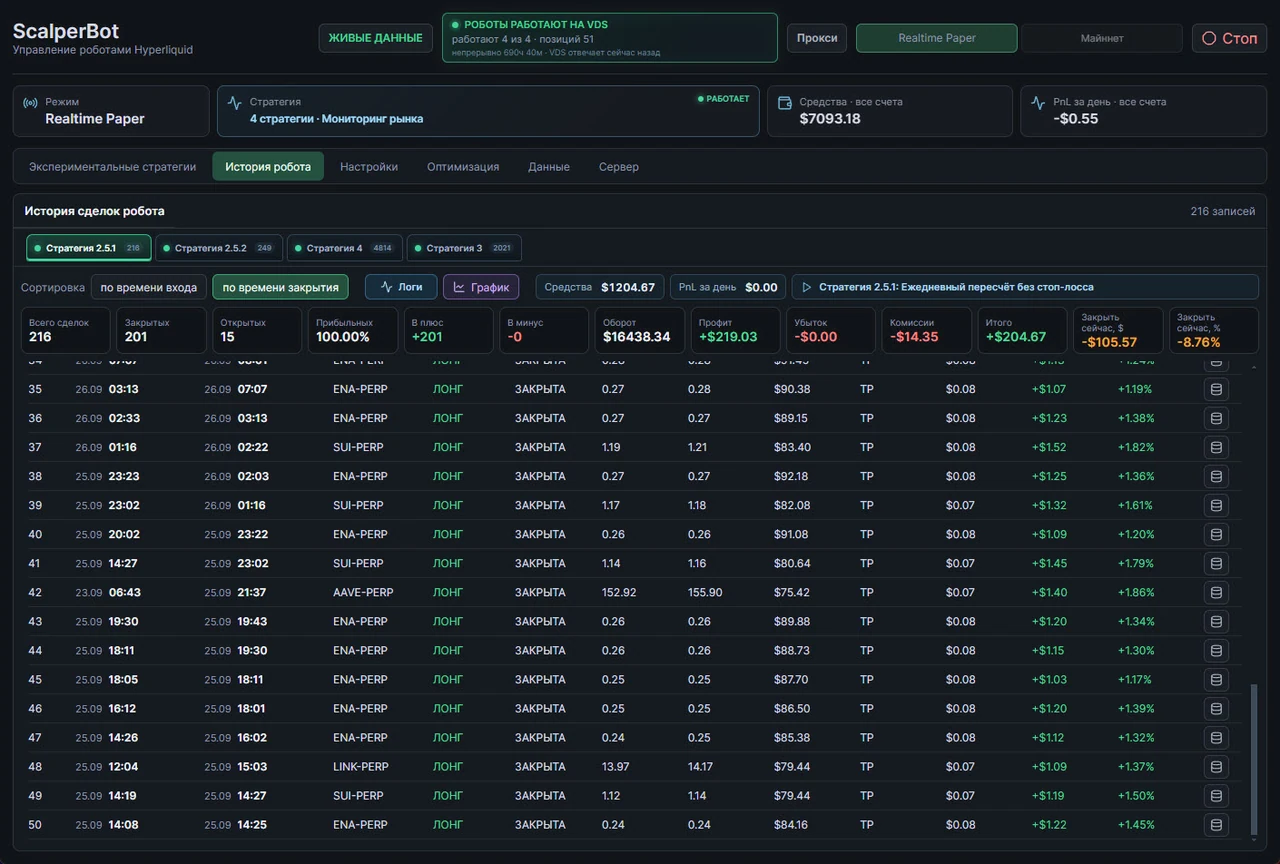 ScalperBot
Управление роботами Hyperliquid
ЖИВЫЕ ДАННЫЕ
РОБОТЫ РАБОТАЮТ НА VDS
работают 4 из 4 · позиций 51
непрерывно 690ч 40м · VDS отвечает сейчас назад
Прокси
Realtime Paper
Майннет
Стоп
Режим
Realtime Paper
Стратегия
4 стратегии · Мониторинг рынка
РАБОТАЕТ
Средства · все счета
$7093.18
PnL за день · все счета
-$0.55
Экспериментальные стратегии
История робота
Настройки
Оптимизация
Данные
Сервер
История сделок робота
216 записей
Стратегия 2.5.1 216
Стратегия 2.5.2 249
Стратегия 4 4814
Стратегия 3 2021
Сортировка
по времени входа
по времени закрытия
Логи
График
Средства $1204.67
PnL за день $0.00
Стратегия 2.5.1: Ежедневный пересчёт без стоп-лосса
Всего сделок
216
Закрытых
201
Открытых
15
Прибыльных
100.00%
В плюс
+201
В минус
-0
Оборот
$16438.34
Профит
+$219.03
Убыток
-$0.00
Комиссии
-$14.35
Итого
+$204.67
Закрыть
сейчас, $
-$105.57
Закрыть
сейчас, %
-8.76%
35 26.09 03:13 26.09 07:07 ENA-PERP ЛОНГ ЗАКРЫТА 0.27 0.28 $90.38 TP $0.08 +$1.07 +1.19%
36 26.09 02:33 26.09 03:13 ENA-PERP ЛОНГ ЗАКРЫТА 0.27 0.27 $89.15 TP $0.08 +$1.23 +1.38%
37 26.09 01:16 26.09 02:22 SUI-PERP ЛОНГ ЗАКРЫТА 1.19 1.21 $83.40 TP $0.08 +$1.52 +1.82%
38 25.09 23:23 26.09 02:03 ENA-PERP ЛОНГ ЗАКРЫТА 0.27 0.27 $92.18 TP $0.08 +$1.25 +1.36%
39 25.09 23:02 26.09 01:16 SUI-PERP ЛОНГ ЗАКРЫТА 1.17 1.18 $82.08 TP $0.07 +$1.32 +1.61%
40 25.09 20:02 25.09 23:22 ENA-PERP ЛОНГ ЗАКРЫТА 0.26 0.26 $91.08 TP $0.08 +$1.09 +1.20%
41 25.09 14:27 25.09 23:02 SUI-PERP ЛОНГ ЗАКРЫТА 1.14 1.16 $80.64 TP $0.07 +$1.45 +1.79%
42 23.09 06:43 25.09 21:37 AAVE-PERP ЛОНГ ЗАКРЫТА 152.92 155.90 $75.42 TP $0.07 +$1.40 +1.86%
43 25.09 19:30 25.09 19:43 ENA-PERP ЛОНГ ЗАКРЫТА 0.26 0.26 $89.88 TP $0.08 +$1.20 +1.34%
44 25.09 18:11 25.09 19:30 ENA-PERP ЛОНГ ЗАКРЫТА 0.26 0.26 $88.73 TP $0.08 +$1.15 +1.30%
45 25.09 18:05 25.09 18:11 ENA-PERP ЛОНГ ЗАКРЫТА 0.25 0.25 $87.70 TP $0.08 +$1.03 +1.17%
46 25.09 16:12 25.09 18:01 ENA-PERP ЛОНГ ЗАКРЫТА 0.25 0.25 $86.50 TP $0.08 +$1.20 +1.39%
47 25.09 14:26 25.09 16:02 ENA-PERP ЛОНГ ЗАКРЫТА 0.24 0.25 $85.38 TP $0.08 +$1.12 +1.32%
48 25.09 12:04 25.09 15:03 LINK-PERP ЛОНГ ЗАКРЫТА 13.97 14.17 $79.44 TP $0.07 +$1.09 +1.37%
49 25.09 14:19 25.09 14:27 SUI-PERP ЛОНГ ЗАКРЫТА 1.12 1.14 $79.44 TP $0.07 +$1.19 +1.50%
50 25.09 14:08 25.09 14:25 ENA-PERP ЛОНГ ЗАКРЫТА 0.24 0.24 $84.16 TP $0.08 +$1.22 +1.45%